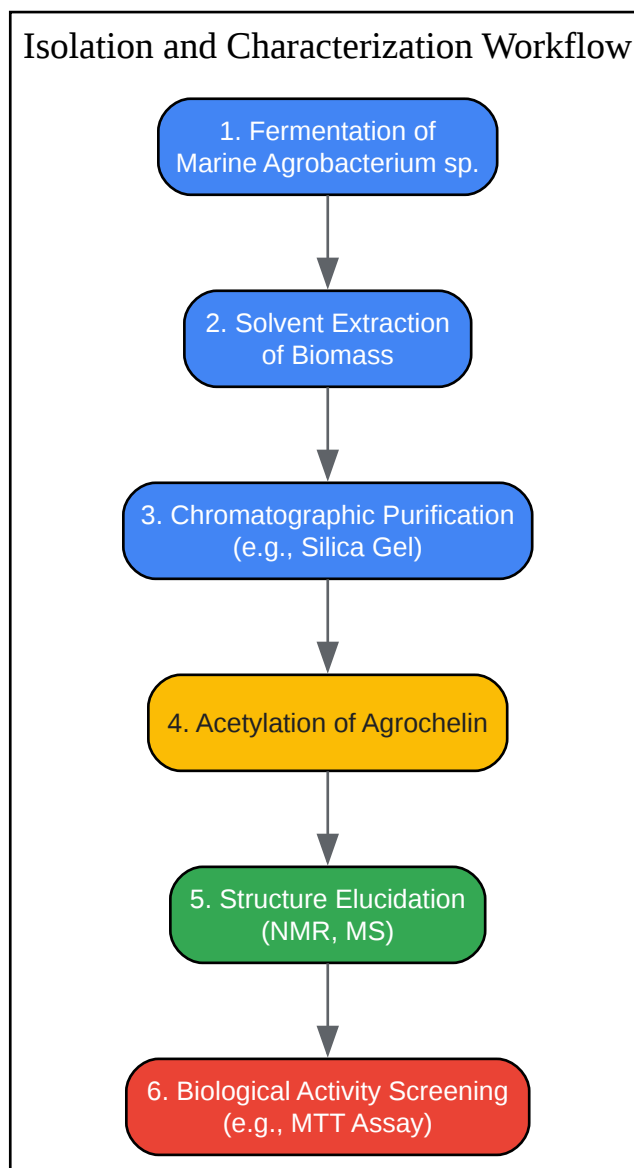 Isolation and Characterization Workflow
1. Fermentation of
Marine Agrobacterium sp.
2. Solvent Extraction
of Biomass
3. Chromatographic Purification
(e.g., Silica Gel)
4. Acetylation of Agrochelin
5. Structure Elucidation
(NMR, MS)
6. Biological Activity Screening
(e.g., MTT Assay)